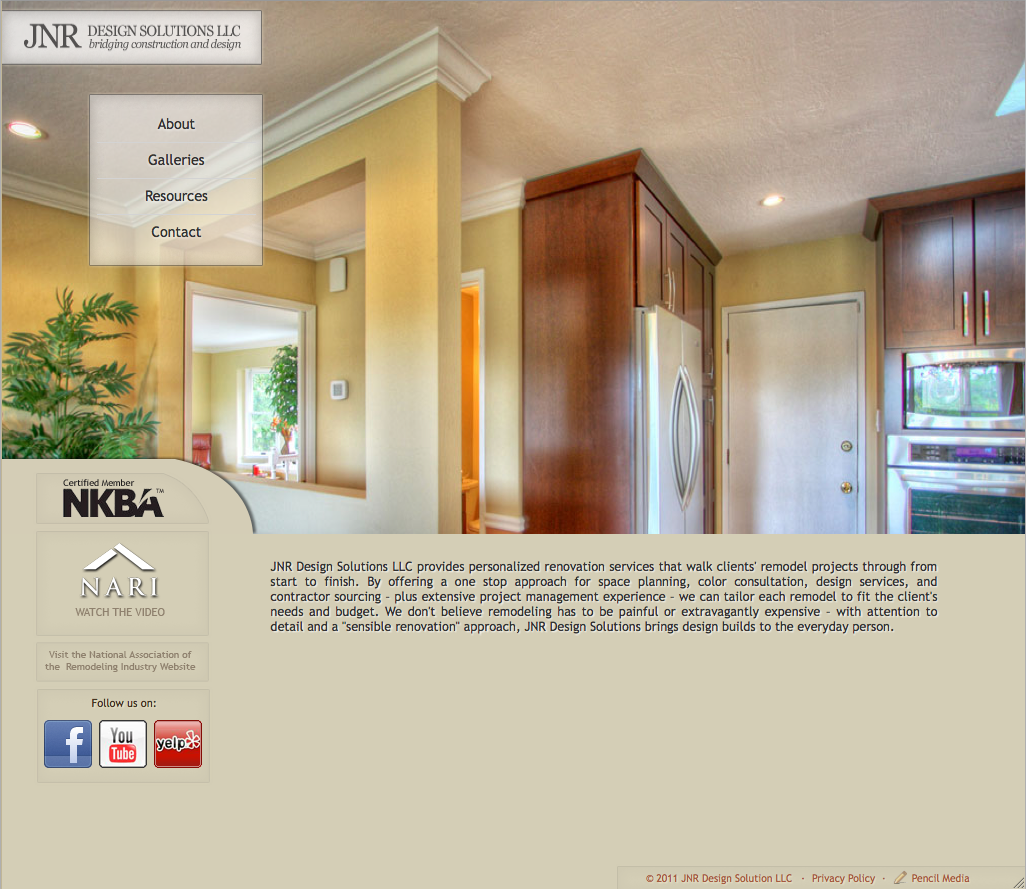 JNR DESIGN SOLUTIONS LLC
bridging construction and design
About
Galleries
Resources
Contact
Certified Member
NKBA™
NARI
WATCH THE VIDEO
Visit the National Association of
the Remodeling Industry Website
Follow us on:
f
You
Tube
yelp
JNR Design Solutions LLC provides personalized renovation services that walk clients' remodel projects through from
start to finish. By offering a one stop approach for space planning, color consultation, design services, and
contractor sourcing - plus extensive project management experience - we can tailor each remodel to fit the client's
needs and budget. We don't believe remodeling has to be painful or extravagantly expensive - with attention to
detail and a "sensible renovation" approach, JNR Design Solutions brings design builds to the everyday person.
© 2011 JNR Design Solution LLC · Privacy Policy · Pencil Media